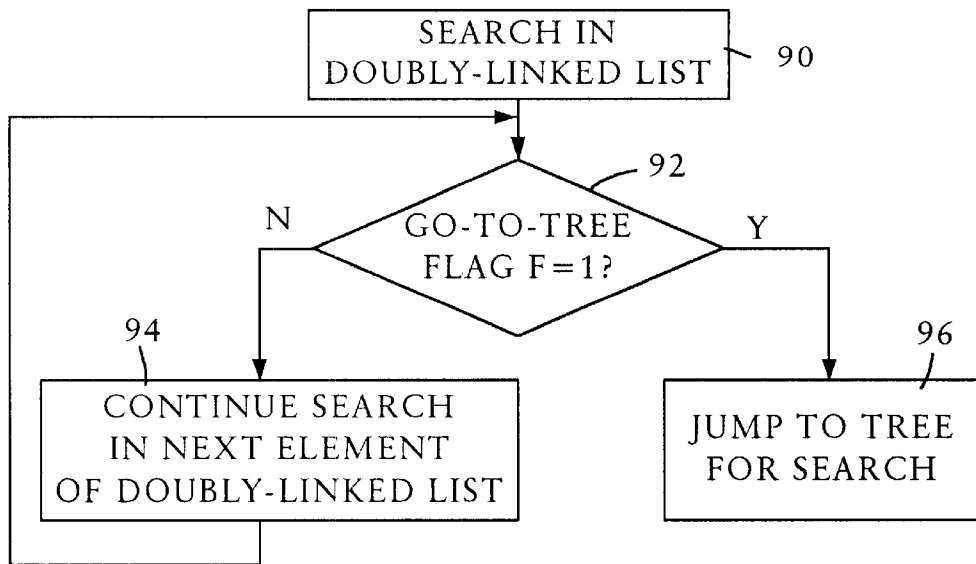 SEARCH IN
DOUBLY-LINKED LIST
90
92
N
GO-TO-TREE
FLAG F=1?
Y
94
CONTINUE SEARCH
IN NEXT ELEMENT
OF DOUBLY-LINKED LIST
96
JUMP TO TREE
FOR SEARCH